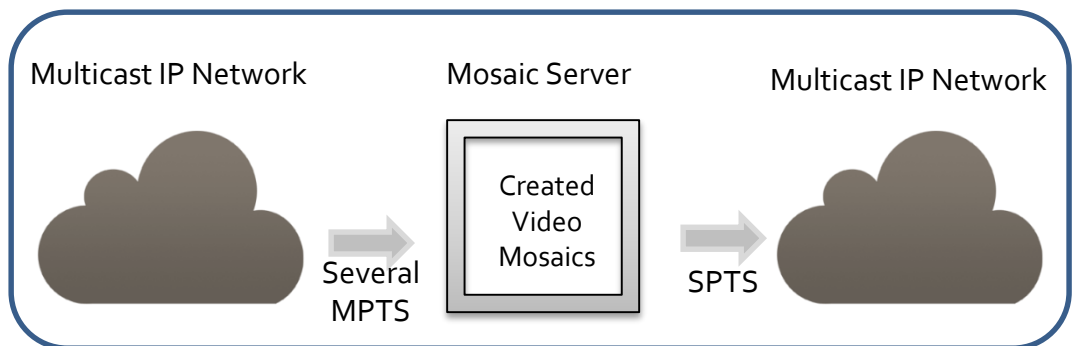 Multicast IP Network
Mosaic Server
Multicast IP Network
Created
Video
Mosaics
Several
MPTS
SPTS